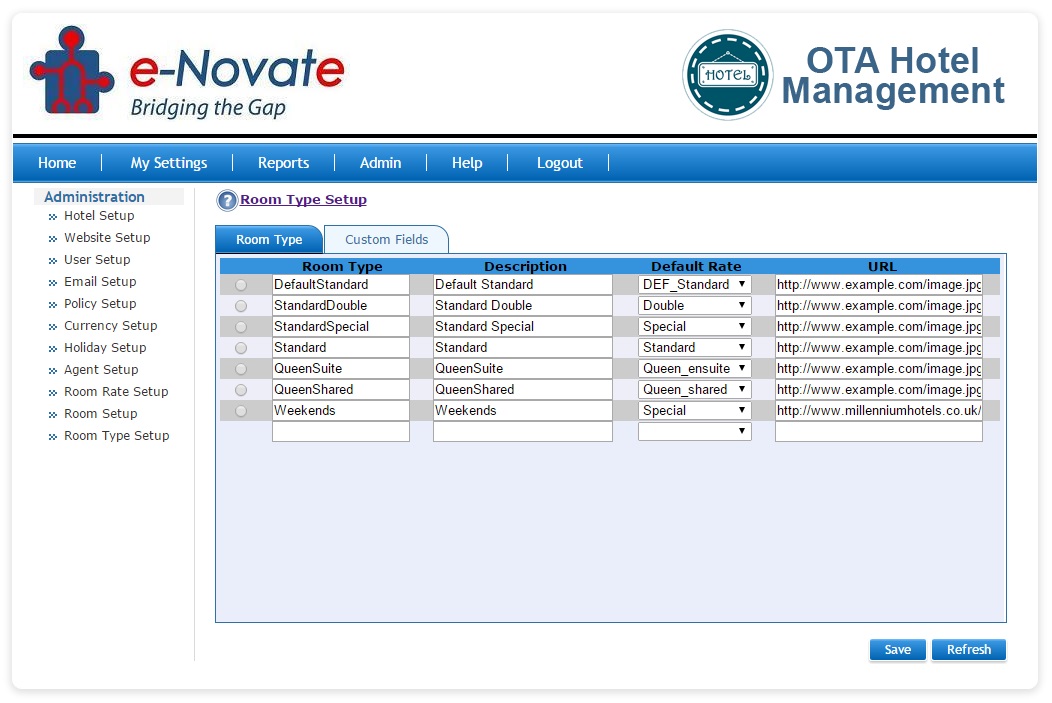 e-Novate
Bridging the Gap
HOTEL
OTA Hotel
Management
Home My Settings Reports Admin Help Logout
Administration
Hotel Setup
Website Setup
User Setup
Email Setup
Policy Setup
Currency Setup
Holiday Setup
Agent Setup
Room Rate Setup
Room Setup
Room Type Setup
? Room Type Setup
Room Type Custom Fields
Room Type Description Default Rate URL
DefaultStandard Default Standard DEF_Standard http://www.example.com/image.jpg
StandardDouble Standard Double Double http://www.example.com/image.jpg
StandardSpecial Standard Special Special http://www.example.com/image.jpg
Standard Standard Standard http://www.example.com/image.jpg
QueenSuite QueenSuite Queen_ensuite http://www.example.com/image.jpg
QueenShared QueenShared Queen_shared http://www.example.com/image.jpg
Weekends Weekends Special http://www.millenniumhotels.co.uk/
Save Refresh